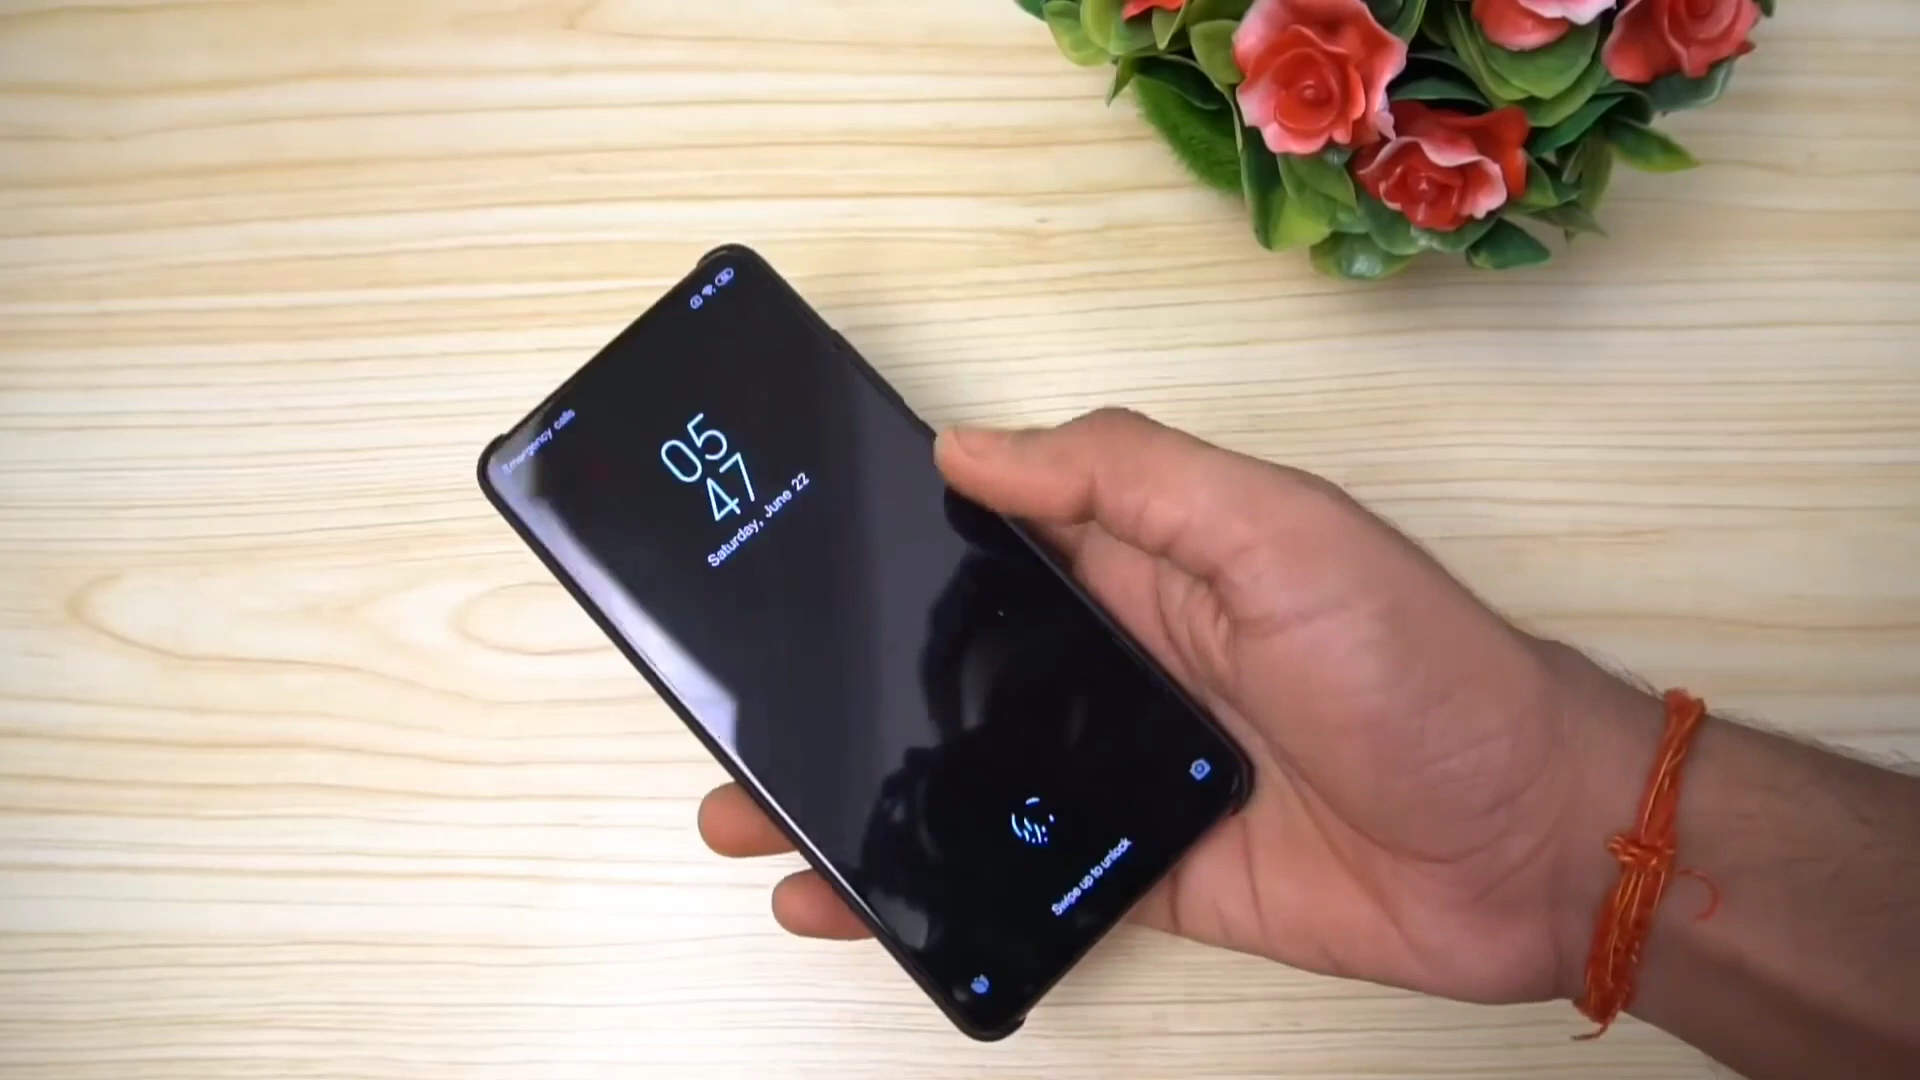 Emergency calls
05
47
Saturday, June 22
Swipe up to unlock